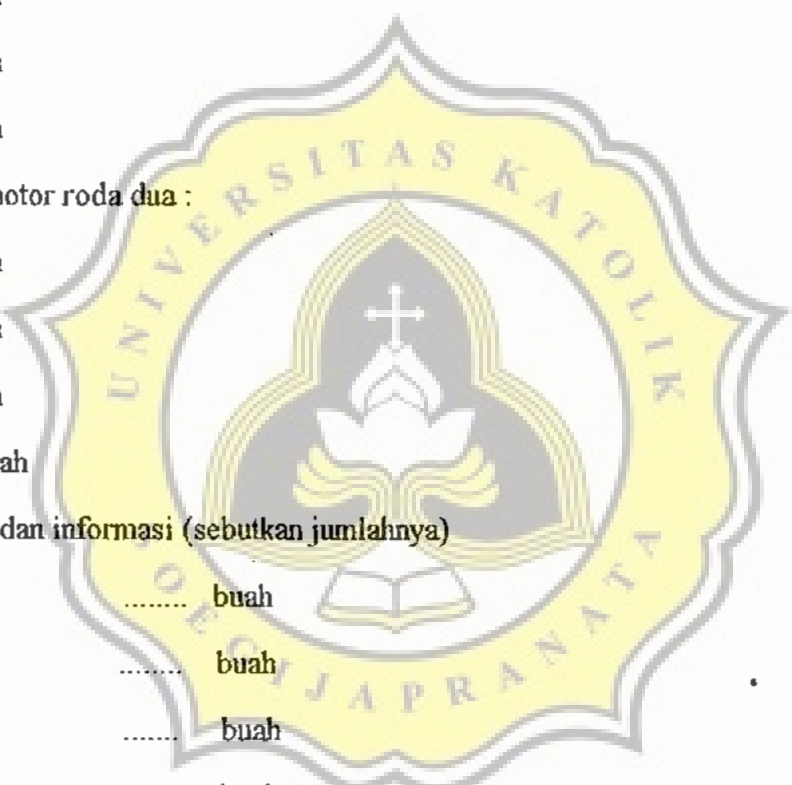 motor roda dua :
ah
dan informasi (sebutkan jumlahnya)
........ buah
........ buah
....... buah
UNIVERSITAS KATOLIK
SOEGIJAPRANATA